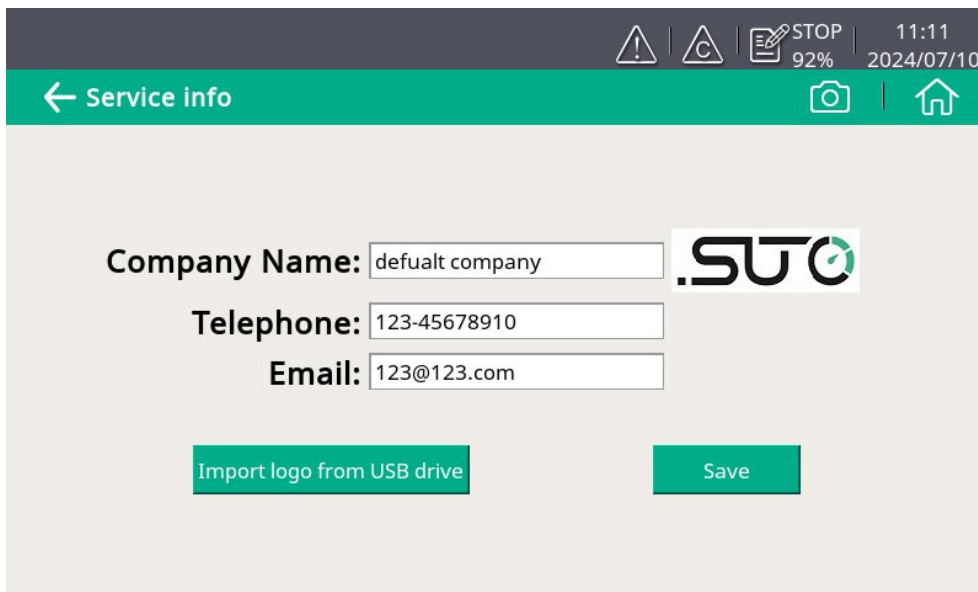 STOP 11:11
92% 2024/07/10
Service info
Company Name: defualt company
.SUTO
Telephone: 123-45678910
Email: 123@123.com
Import logo from USB drive Save